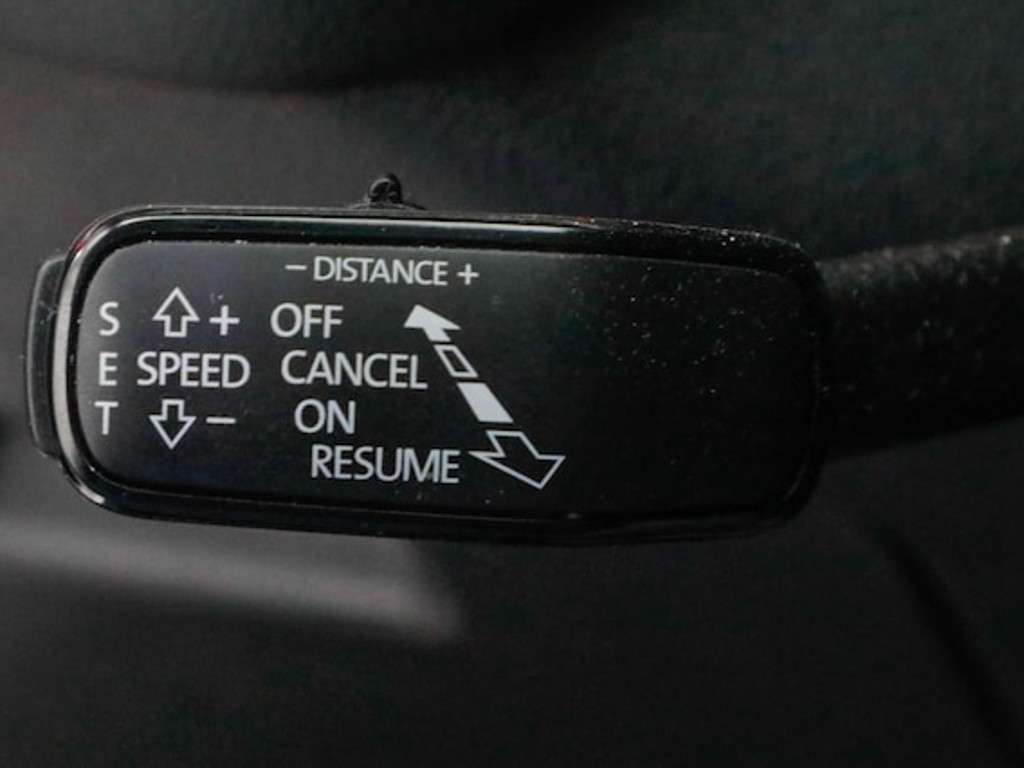 – DISTANCE +
S + OFF
E SPEED CANCEL
T – ON
RESUME